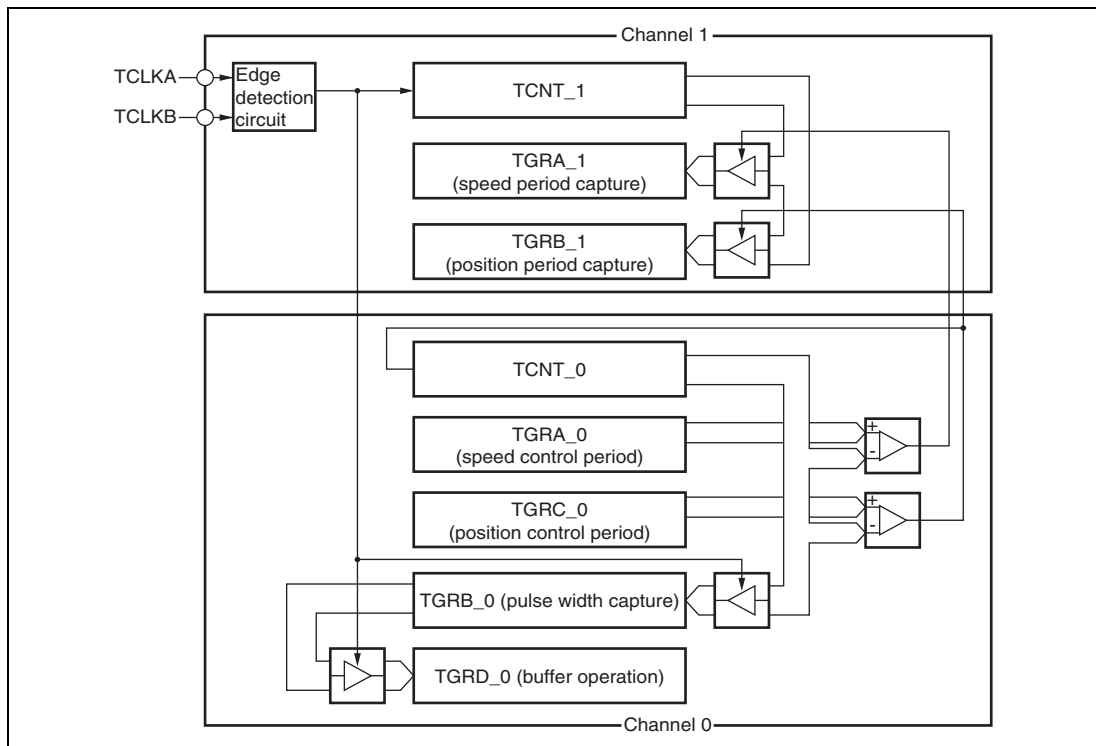 Channel 1
TCLKA
TCLKB
Edge
detection
circuit
TCNT_1
TGRA_1
(speed period capture)
TGRB_1
(position period capture)
TCNT_0
TGRA_0
(speed control period)
TGRC_0
(position control period)
TGRB_0 (pulse width capture)
TGRD_0 (buffer operation)
+
-
+
-
Channel 0